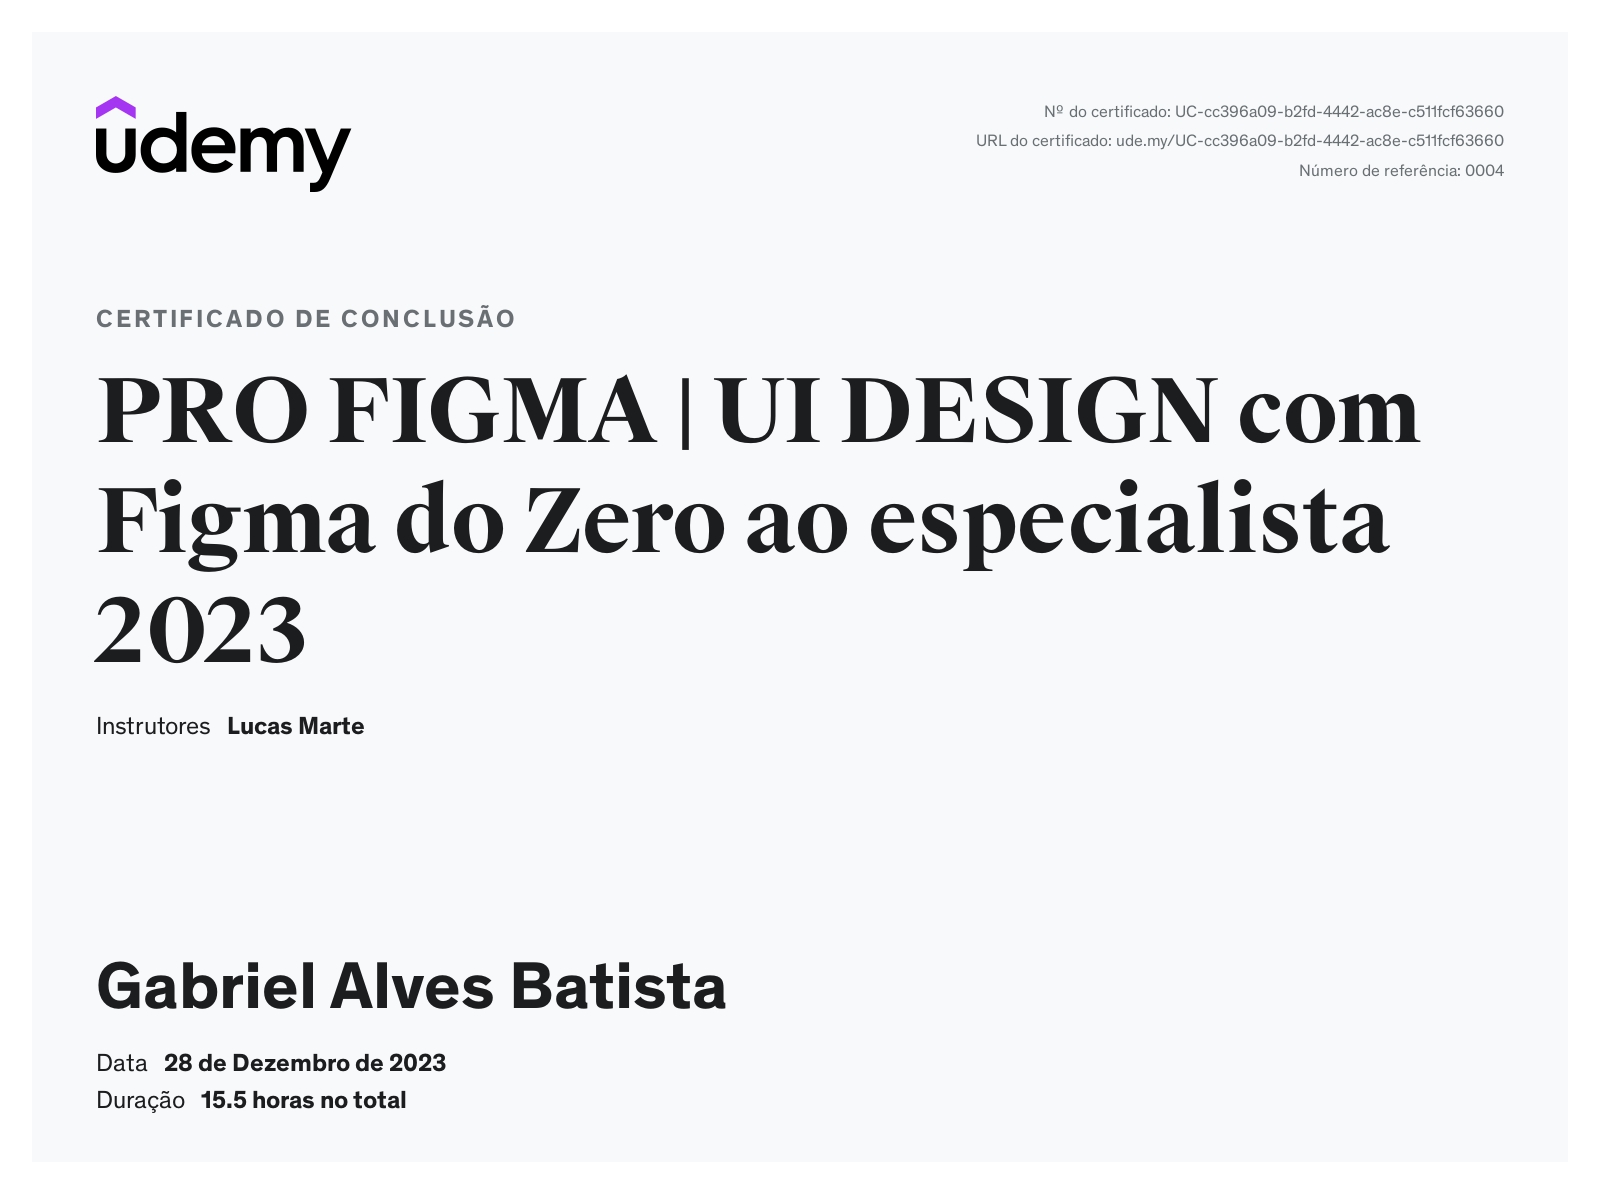 udemy
Nº do certificado: UC-cc396a09-b2fd-4442-ac8e-c511fcf63660
URL do certificado: ude.my/UC-cc396a09-b2fd-4442-ac8e-c511fcf63660
Número de referência: 0004
CERTIFICADO DE CONCLUSÃO
PRO FIGMA | UI DESIGN com
Figma do Zero ao especialista
2023
Instrutores Lucas Marte
Gabriel Alves Batista
Data 28 de Dezembro de 2023
Duração 15.5 horas no total